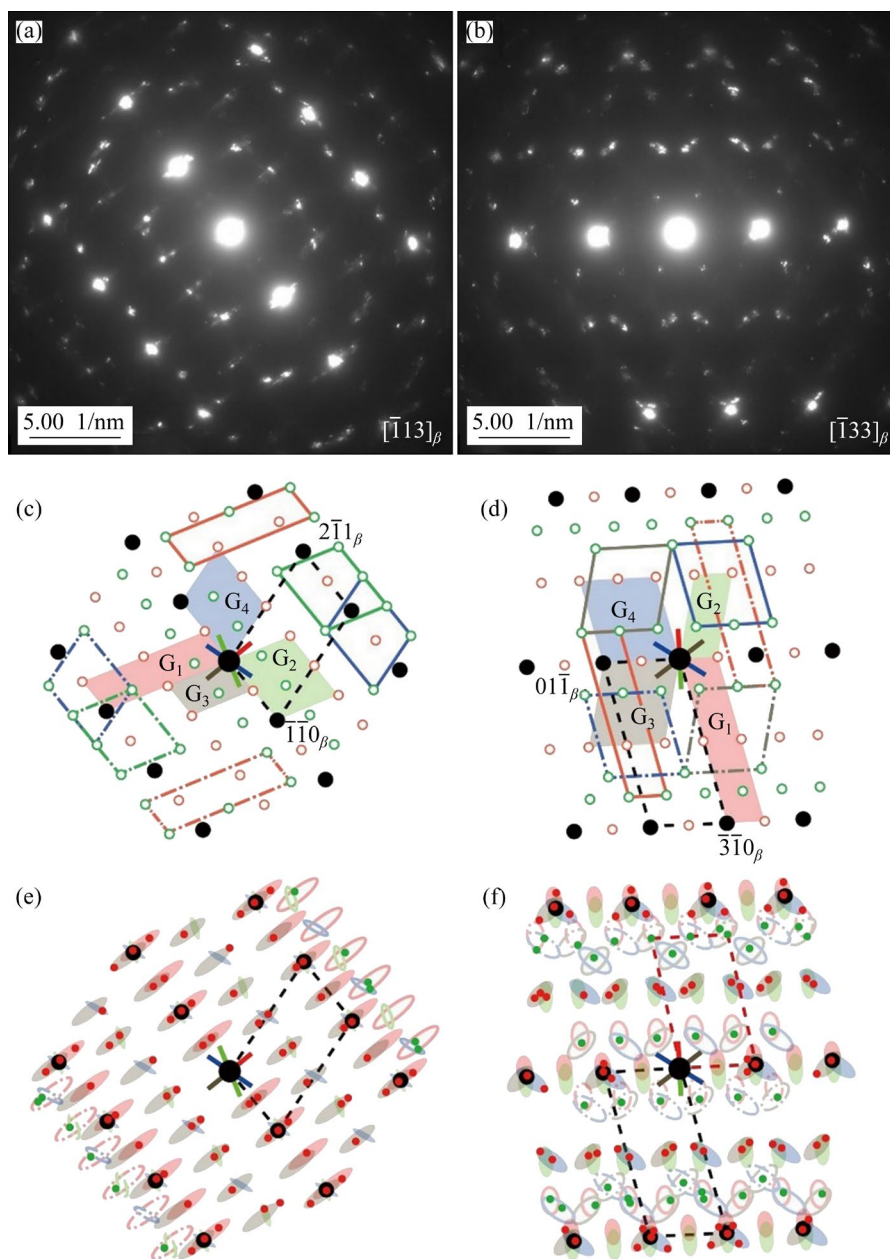 (a)
(b)
5.00 1/nm
[1̄13]β
5.00 1/nm
[1̄33]β
(c)
(d)
21̄1β
G4
G1
G2
G3
1̄1̄0β
G4
G2
011̄β
G3
G1
3̄1̄0β
(e)
(f)